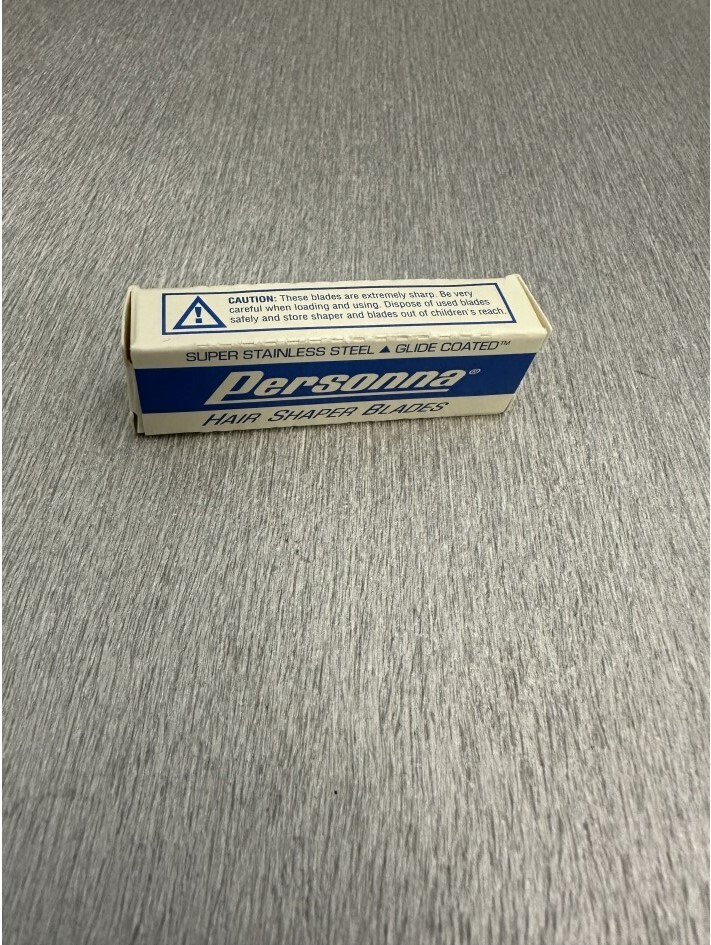 CAUTION: These blades are extremely sharp. Be very
careful when loading and using. Dispose of used blades
safely and store shaper and blades out of children's reach.
SUPER STAINLESS STEEL ▲ GLIDE COATED™
Personna®
HAIR SHAPER BLADES